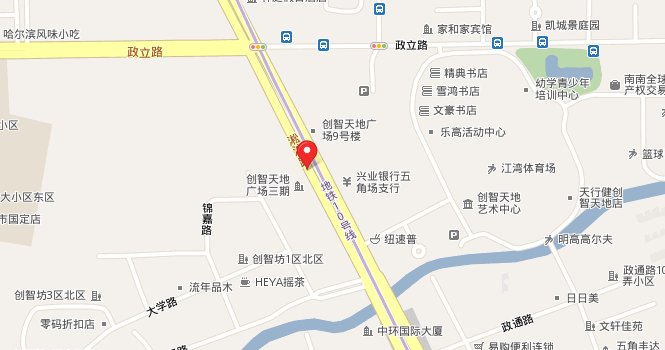 家和家宾馆
凯城景庭园
哈尔滨风味小吃
政立路
政立路
精典书店
雪鸿书店
文豪书店
幼学青少年
培训中心
南南全球
产权交易
创智天地广
场9号楼
乐高活动中心
小区
篮球
江湾体育场
兴业银行五
角场支行
创智天地
广场三期
地铁10号线
大小区东区
市国定店
锦嘉路
创智天地
艺术中心
天行健创
智天地店
纽速普
明高高尔夫
创智坊1区北区
政通路10
弄小区
HEYA摇茶
流年品木
创智坊3区北区
大学路
日日美
零码折扣店
中环国际大厦
政通路
文轩佳苑
易购便利连锁
五角丰达